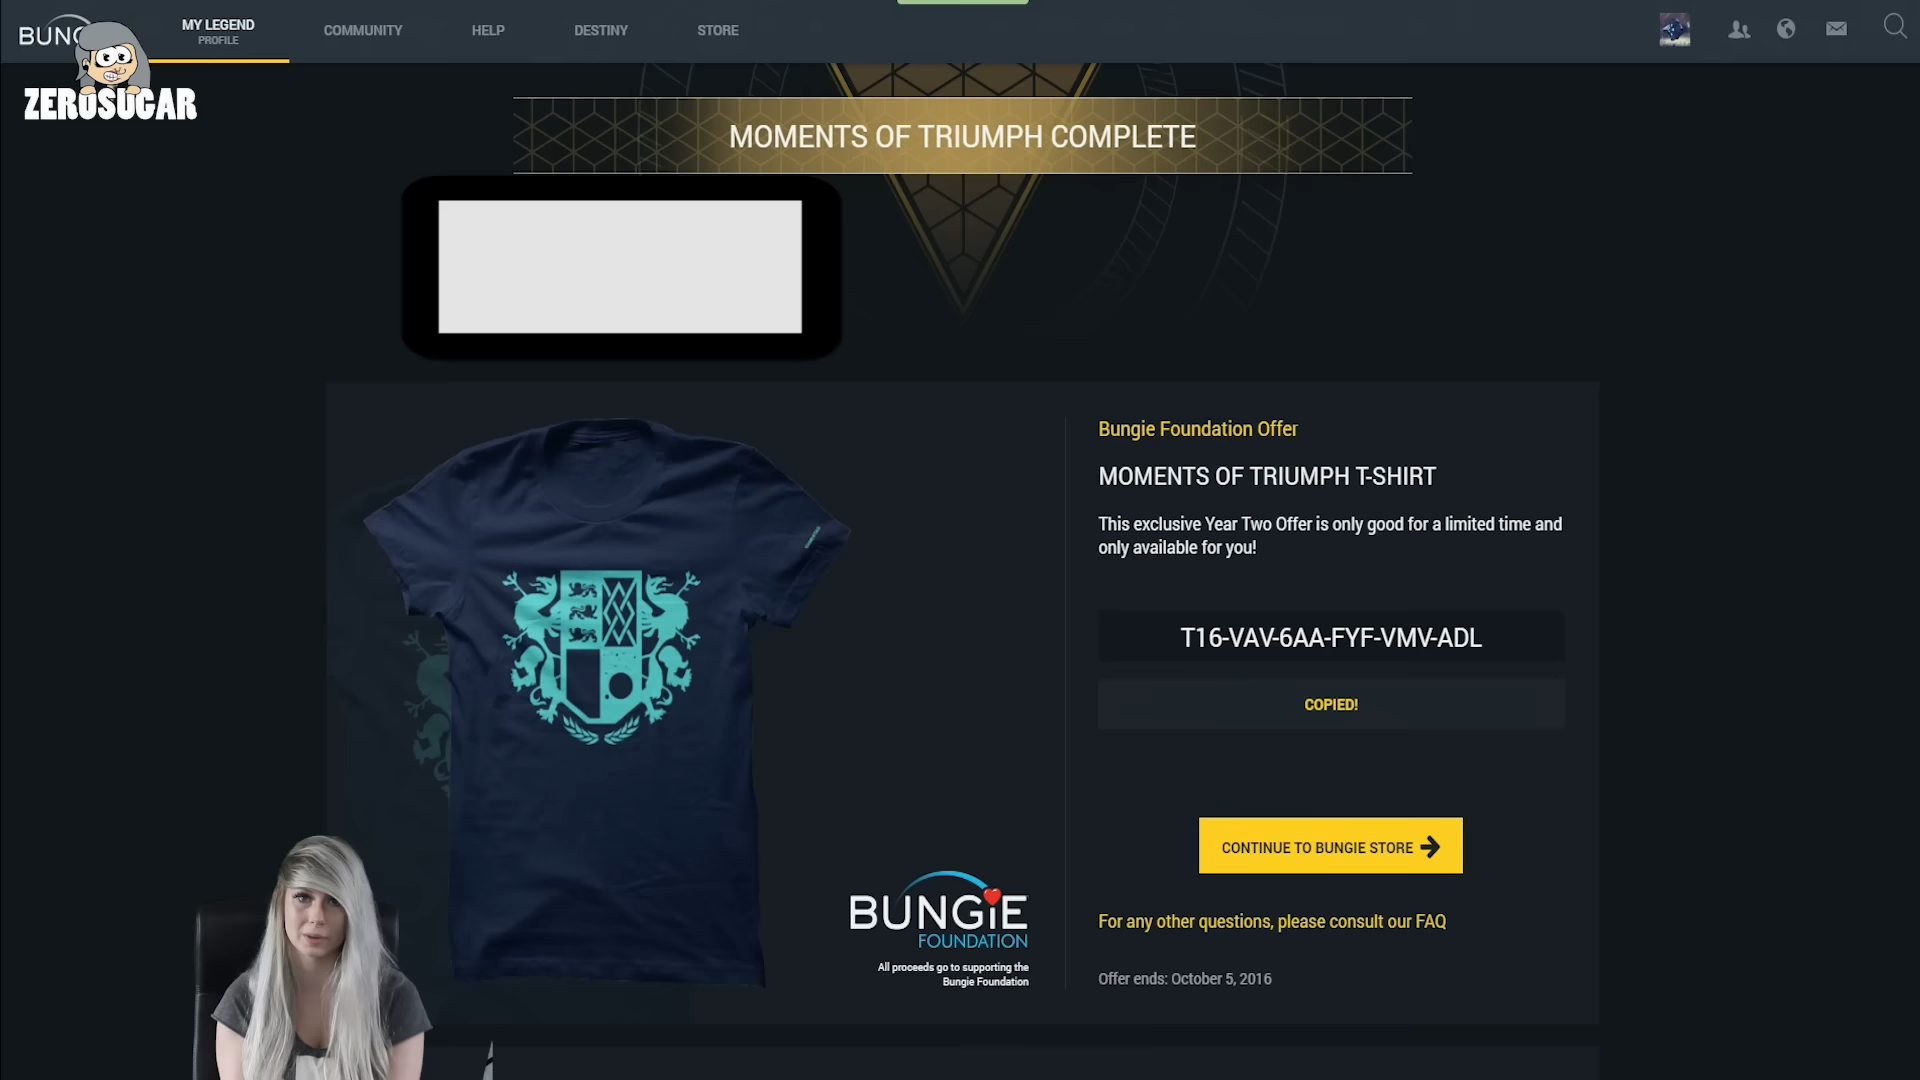 BUNG
MY LEGEND
PROFILE
COMMUNITY
HELP
DESTINY
STORE
ZEROSUGAR
MOMENTS OF TRIUMPH COMPLETE
Bungie Foundation Offer
MOMENTS OF TRIUMPH T-SHIRT
This exclusive Year Two Offer is only good for a limited time and
only available for you!
T16-VAV-6AA-FYF-VMV-ADL
COPIED!
CONTINUE TO BUNGIE STORE
BUNGiE
FOUNDATION
All proceeds go to supporting the
Bungie Foundation
For any other questions, please consult our FAQ
Offer ends: October 5, 2016